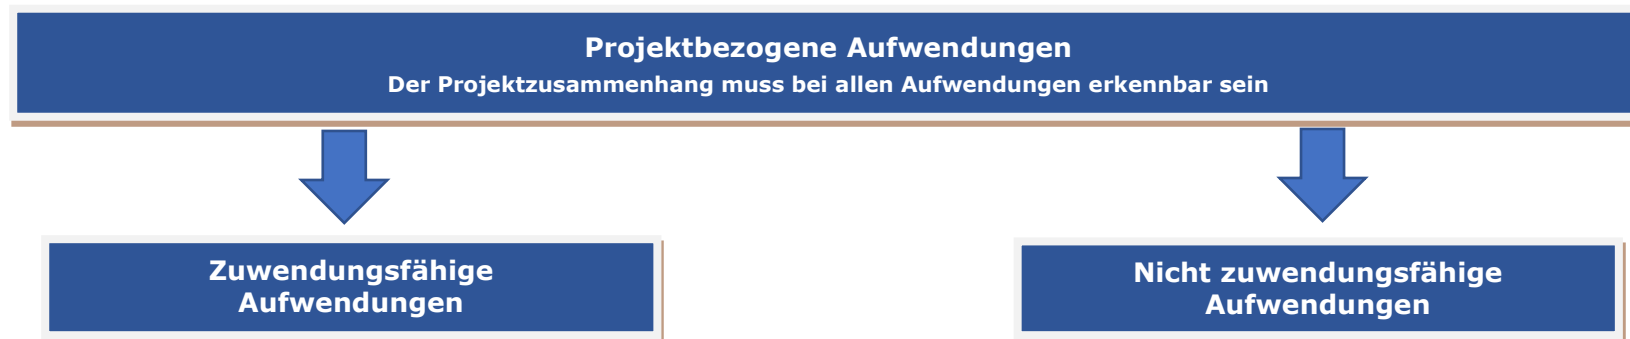 Projektbezogene Aufwendungen
Der Projektzusammenhang muss bei allen Aufwendungen erkennbar sein
Zuwendungsfähige
Aufwendungen
Nicht zuwendungsfähige
Aufwendungen